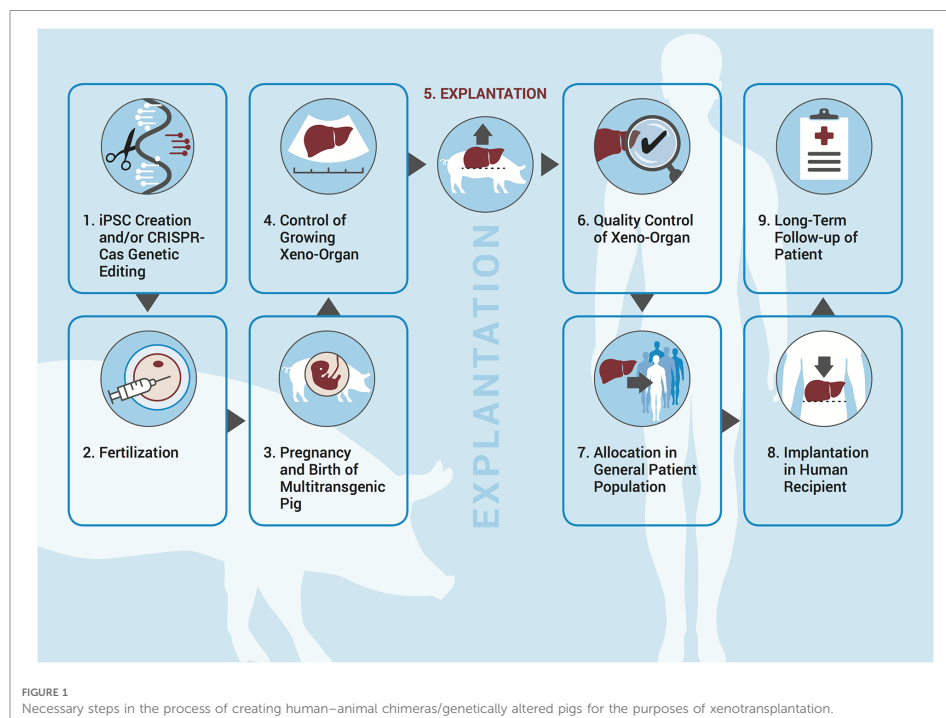 1. iPSC Creation
and/or CRISPR-
Cas Genetic
Editing
2. Fertilization
3. Pregnancy
and Birth of
Multitransgenic
Pig
4. Control of
Growing
Xeno-Organ
5. EXPLANTATION
EXPLANTATION
6. Quality Control
of Xeno-Organ
7. Allocation in
General Patient
Population
8. Implantation
in Human
Recipient
9. Long-Term
Follow-up of
Patient
FIGURE 1
Necessary steps in the process of creating human–animal chimeras/genetically altered pigs for the purposes of xenotransplantation.